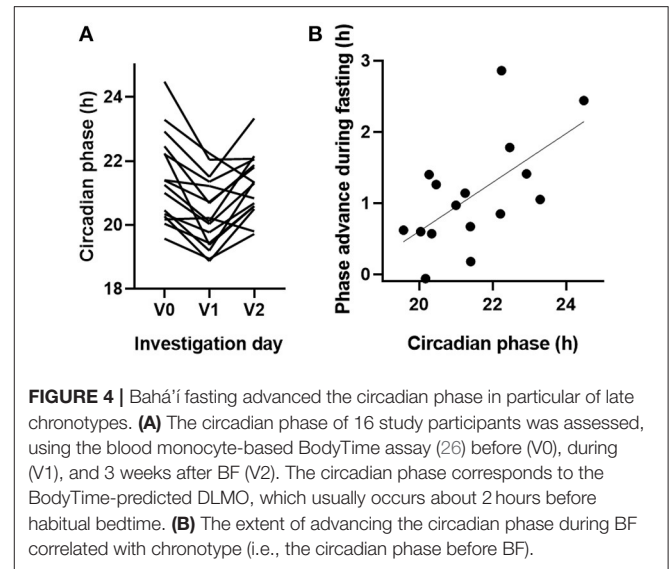 A
B
Circadian phase (h)
24
22
20
18
V0 V1 V2
Investigation day
Phase advance during fasting (h)
3
2
1
0
20 22 24
Circadian phase (h)
FIGURE 4 | Bahá'í fasting advanced the circadian phase in particular of late
chronotypes. (A) The circadian phase of 16 study participants was assessed,
using the blood monocyte-based BodyTime assay (26) before (V0), during
(V1), and 3 weeks after BF (V2). The circadian phase corresponds to the
BodyTime-predicted DLMO, which usually occurs about 2 hours before
habitual bedtime. (B) The extent of advancing the circadian phase during BF
correlated with chronotype (i.e., the circadian phase before BF).